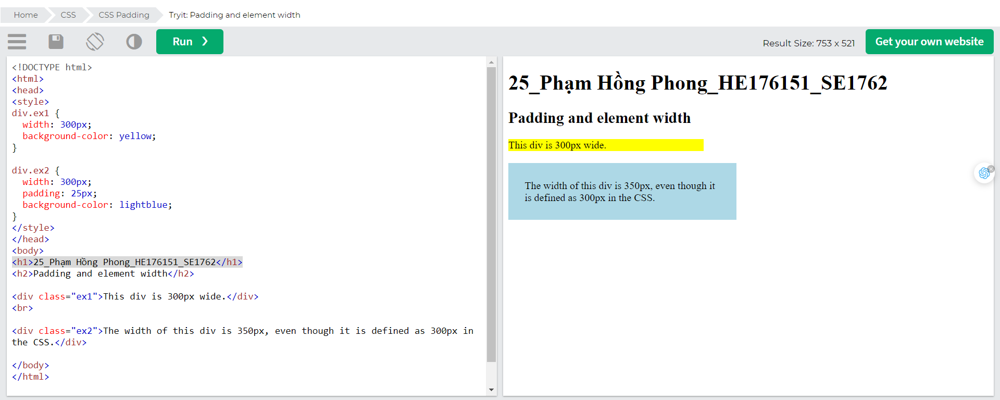 Home CSS CSS Padding Tryit: Padding and element width
Run ❯ Result Size: 753 x 521 Get your own website
<!DOCTYPE html>
<html>
<head>
<style>
div.ex1 {
  width: 300px;
  background-color: yellow;
}

div.ex2 {
  width: 300px;
  padding: 25px;
  background-color: lightblue;
}
</style>
</head>
<body>
<h1>25_Phạm Hồng Phong_HE176151_SE1762</h1>
<h2>Padding and element width</h2>

<div class="ex1">This div is 300px wide.</div>
<br>

<div class="ex2">The width of this div is 350px, even though it is defined as 300px in
the CSS.</div>

</body>
</html>
25_Phạm Hồng Phong_HE176151_SE1762
Padding and element width
This div is 300px wide.
The width of this div is 350px, even though it
is defined as 300px in the CSS.